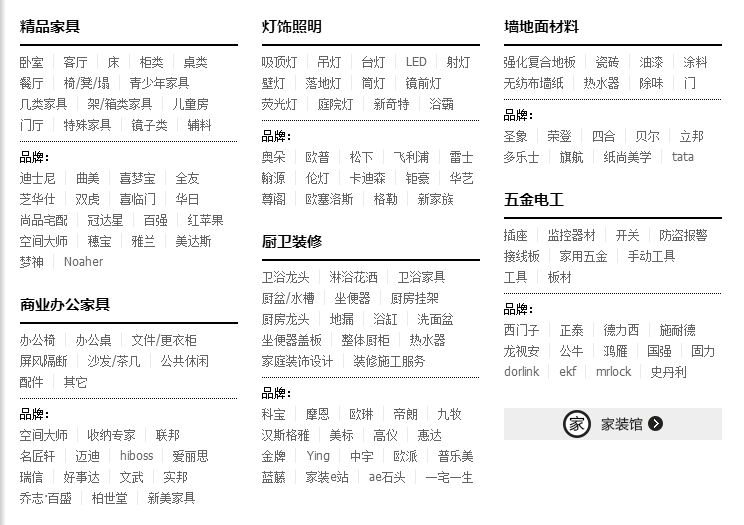 精品家具
卧室 客厅 床 柜类 桌类
餐厅 椅/凳/塌 青少年家具
几类家具 架/箱类家具 儿童房
门厅 特殊家具 镜子类 辅料
品牌:
迪士尼 曲美 喜梦宝 全友
芝华仕 双虎 喜临门 华日
尚品宅配 冠达星 百强 红苹果
空间大师 穗宝 雅兰 美达斯
梦神 Noaher
商业办公家具
办公椅 办公桌 文件/更衣柜
屏风隔断 沙发/茶几 公共休闲
配件 其它
品牌:
空间大师 收纳专家 联邦
名匠轩 迈迪 hiboss 爱丽思
瑞信 好事达 文武 实邦
乔志·百盛 柏世堂 新美家具
灯饰照明
吸顶灯 吊灯 台灯 LED 射灯
壁灯 落地灯 筒灯 镜前灯
荧光灯 庭院灯 新奇特 浴霸
品牌:
奥朵 欧普 松下 飞利浦 雷士
翰源 伦灯 卡迪森 钜豪 华艺
尊阁 欧塞洛斯 格勒 新家族
厨卫装修
卫浴龙头 淋浴花洒 卫浴家具
厨盆/水槽 坐便器 厨房挂架
厨房龙头 地漏 浴缸 洗面盆
坐便器盖板 整体厨柜 热水器
家庭装饰设计 装修施工服务
品牌:
科宝 摩恩 欧琳 帝朗 九牧
汉斯格雅 美标 高仪 惠达
金牌 Ying 中宇 欧派 普乐美
蓝藤 家装e站 ae石头 一宅一生
墙地面材料
强化复合地板 瓷砖 油漆 涂料
无纺布墙纸 热水器 除味 门
品牌:
圣象 荣登 四合 贝尔 立邦
多乐士 旗航 纸尚美学 tata
五金电工
插座 监控器材 开关 防盗报警
接线板 家用五金 手动工具
工具 板材
品牌:
西门子 正泰 德力西 施耐德
龙视安 公牛 鸿雁 国强 固力
dorlink ekf mrlock 史丹利
家 家装馆